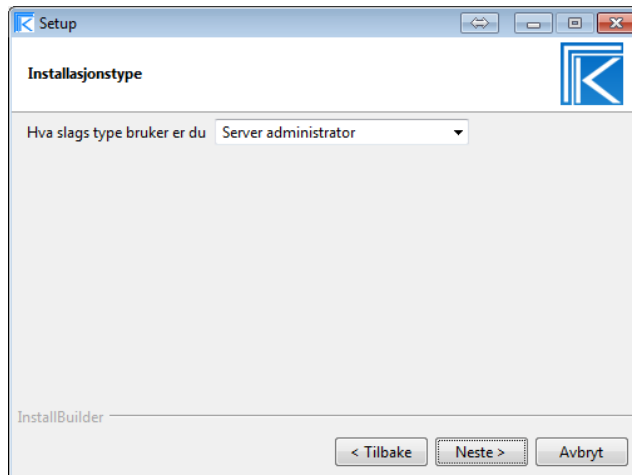 Setup
Installasjonstype
Hva slags type bruker er du Server administrator
InstallBuilder
< Tilbake Neste > Avbryt